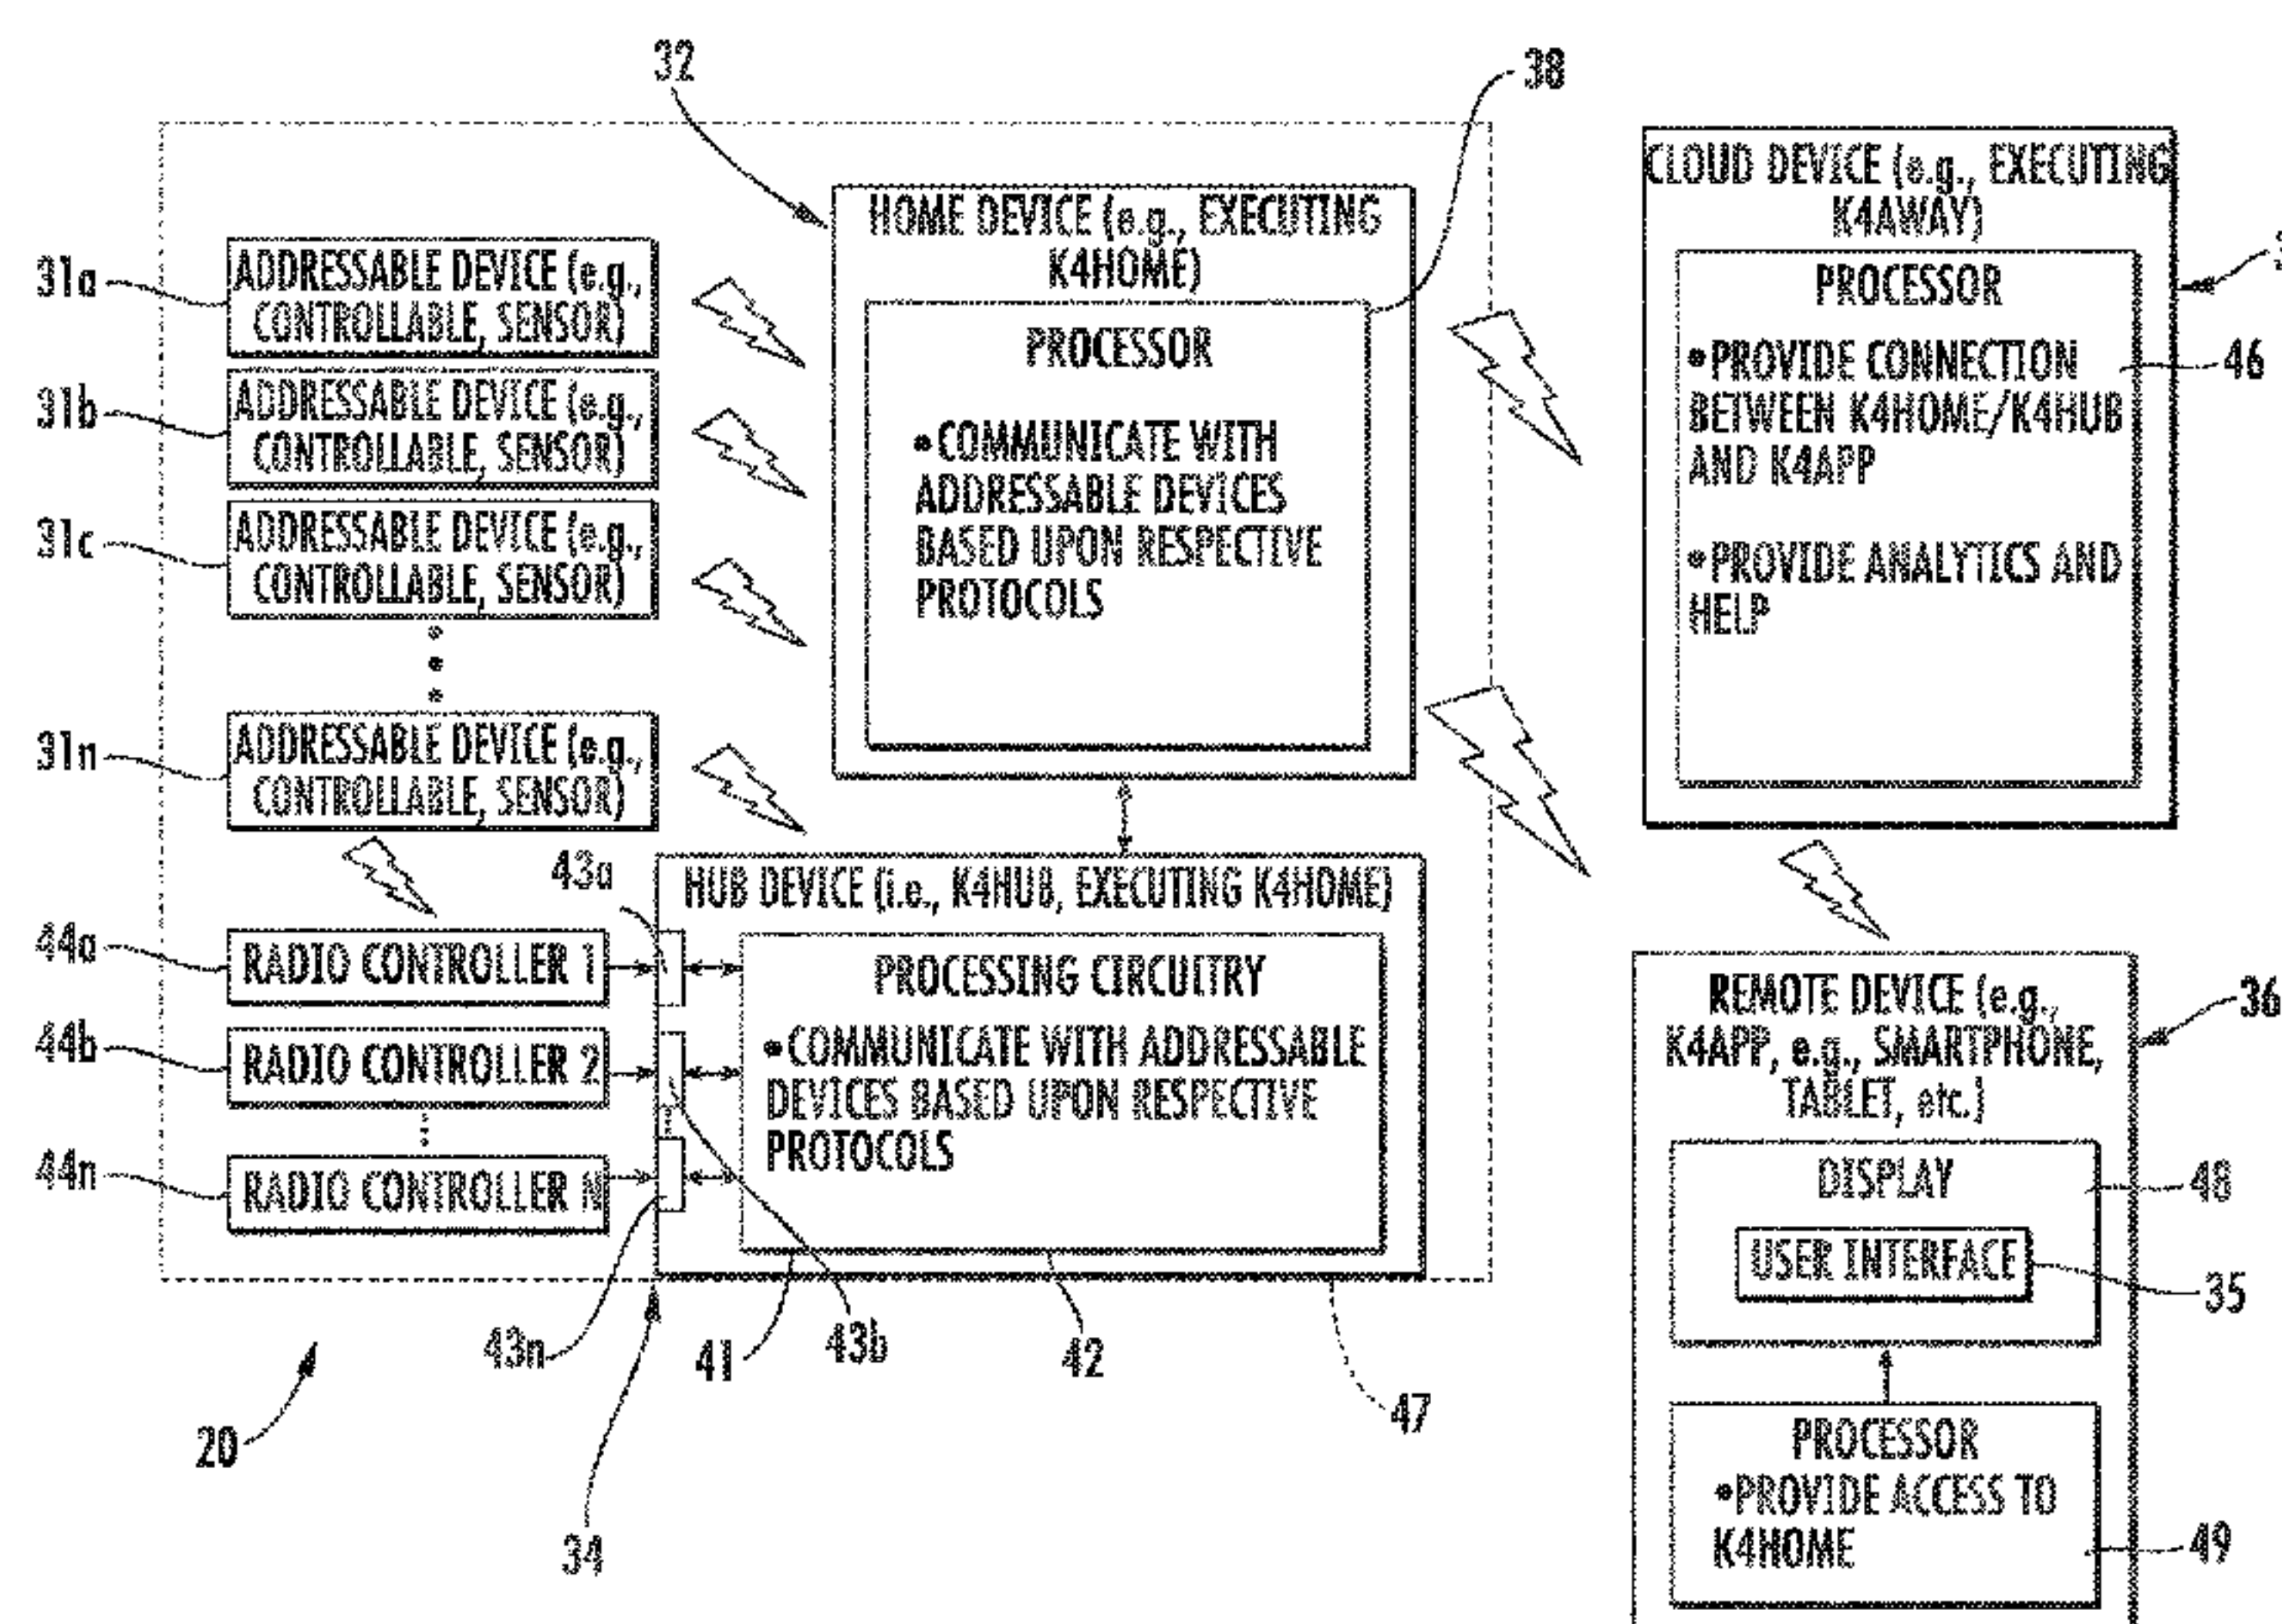 32
38
31a
ADDRESSABLE DEVICE (e.g.,
CONTROLLABLE, SENSOR)
31b
ADDRESSABLE DEVICE (e.g.,
CONTROLLABLE, SENSOR)
31c
ADDRESSABLE DEVICE (e.g.,
CONTROLLABLE, SENSOR)
31n
ADDRESSABLE DEVICE (e.g.,
CONTROLLABLE, SENSOR)
HOME DEVICE (e.g., EXECUTING
K4HOME)
PROCESSOR
•COMMUNICATE WITH
ADDRESSABLE DEVICES
BASED UPON RESPECTIVE
PROTOCOLS
CLOUD DEVICE (e.g., EXECUTING
K4AWAY)
PROCESSOR
•PROVIDE CONNECTION
BETWEEN K4HOME/K4HUB
AND K4APP
•PROVIDE ANALYTICS AND
HELP
46
43a
HUB DEVICE (i.e., K4HUB, EXECUTING K4HOME)
44a
RADIO CONTROLLER 1
44b
RADIO CONTROLLER 2
44n
RADIO CONTROLLER N
PROCESSING CIRCUITRY
•COMMUNICATE WITH ADDRESSABLE
DEVICES BASED UPON RESPECTIVE
PROTOCOLS
REMOTE DEVICE (e.g.,
K4APP, e.g., SMARTPHONE,
TABLET, etc.)
36
DISPLAY
48
USER INTERFACE
35
PROCESSOR
•PROVIDE ACCESS TO
K4HOME
49
43n
41
43b
42
47
20
34